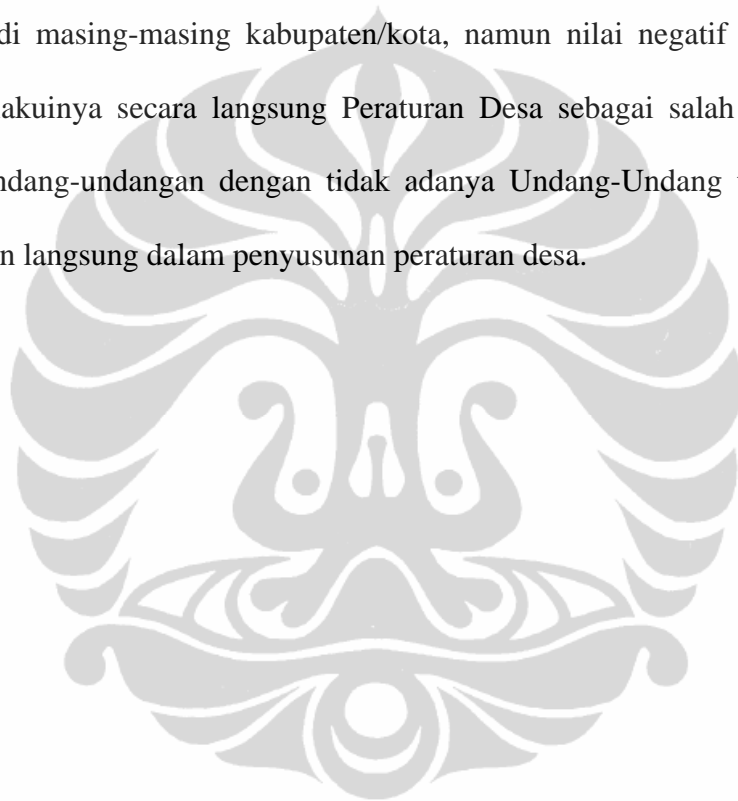 di masing-masing kabupaten/kota, namun nilai negatif
akuinya secara langsung Peraturan Desa sebagai salah
ndang-undangan dengan tidak adanya Undang-Undang
n langsung dalam penyusunan peraturan desa.